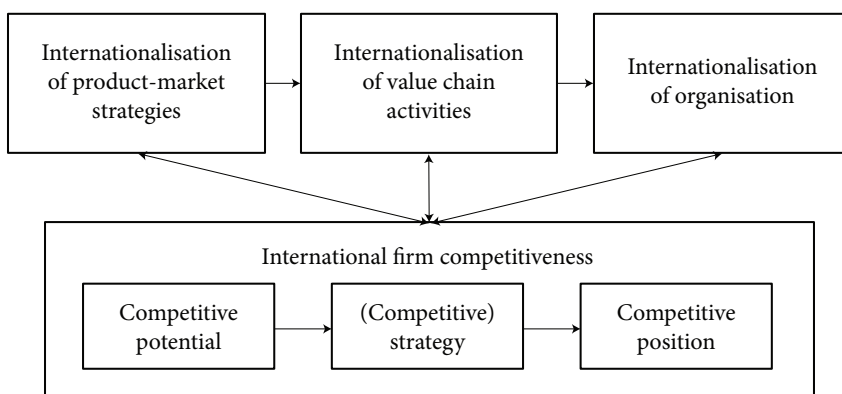 Internationalisation
of product-market
strategies
Internationalisation
of value chain
activities
Internationalisation
of organisation
International firm competitiveness
Competitive
potential
(Competitive)
strategy
Competitive
position